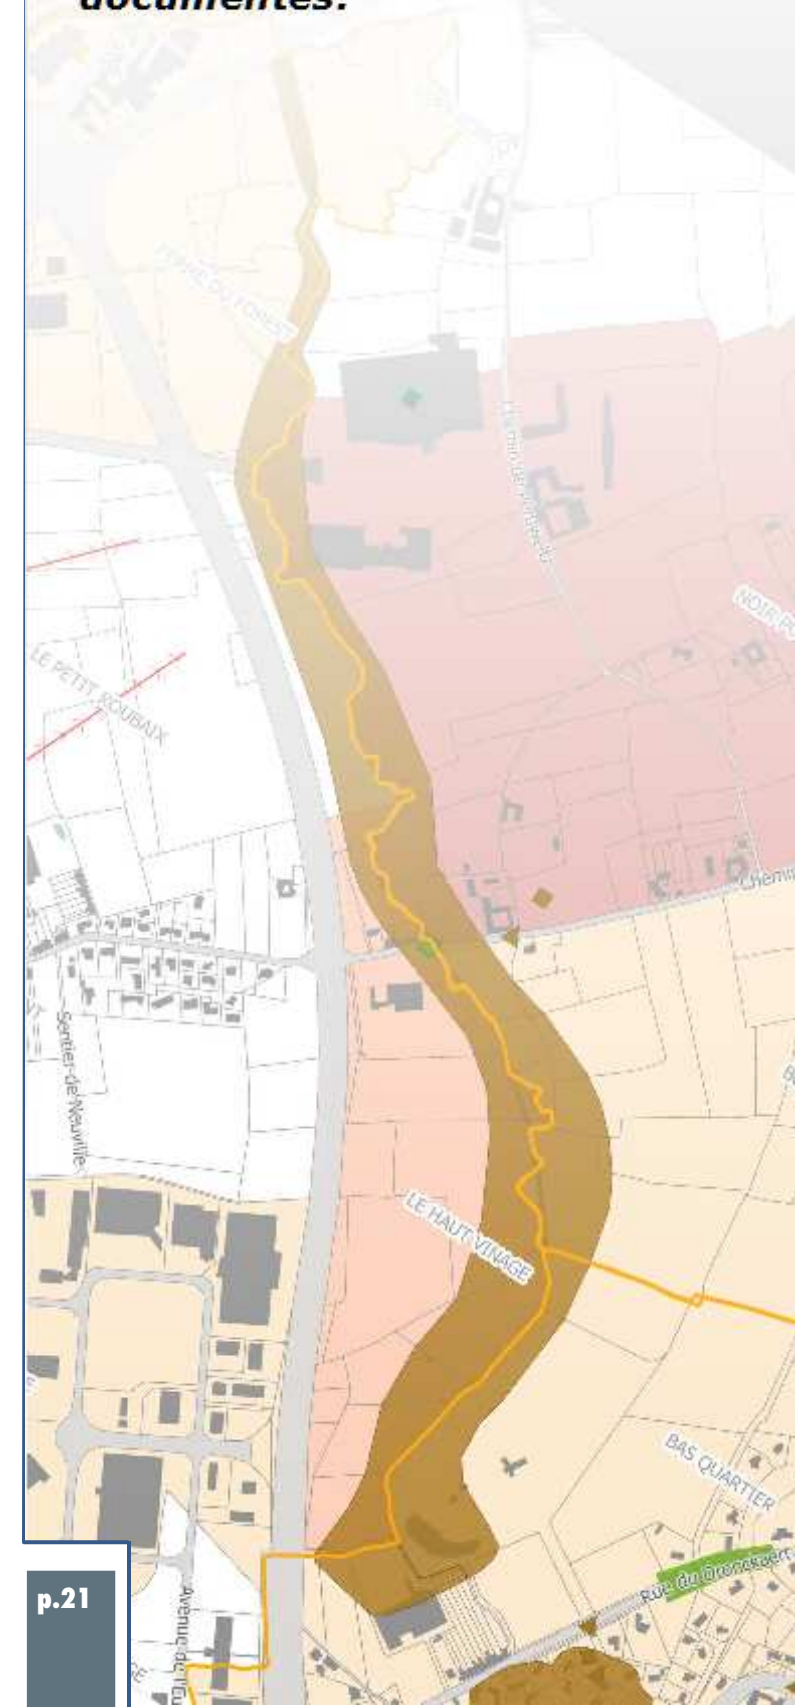 documentés.
FERME DU FOREST
LE PETIT ROUBAIX
NOIR PO
Chemin
Sentier-de-Neuville
LE HAUT VINAGE
BAS QUARTIER
Rue du Dronckaert
p.21
Avenue de l'Eu